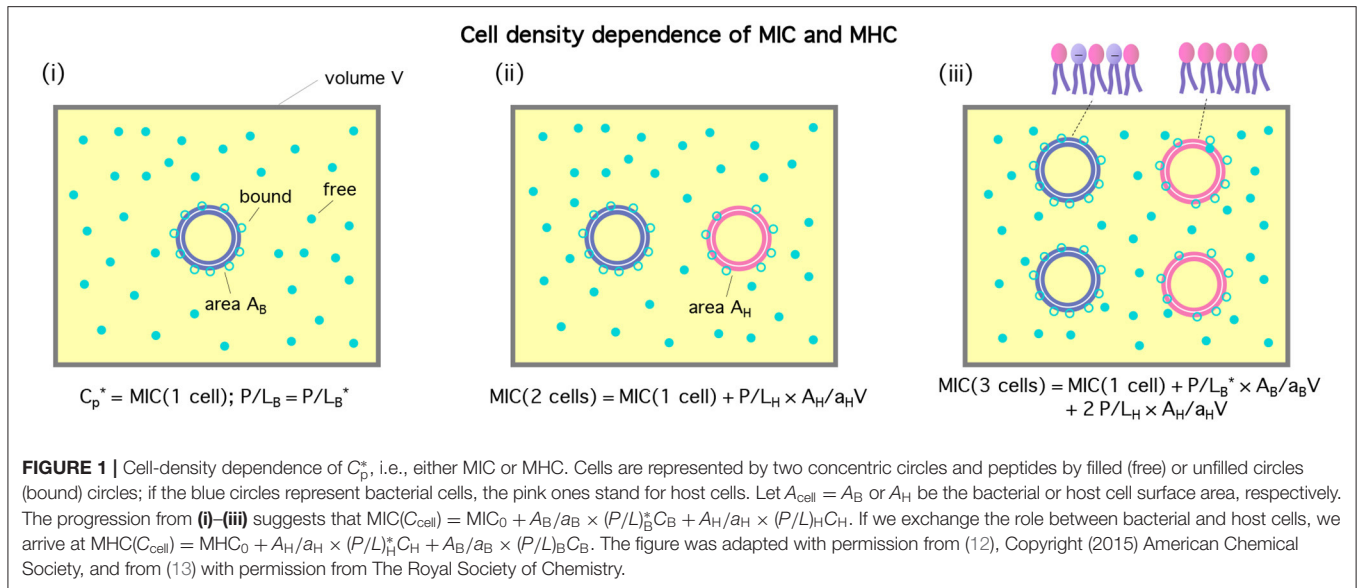 Cell density dependence of MIC and MHC
(i)
volume V
bound
free
area A_B
C_p* = MIC(1 cell); P/L_B = P/L_B*
(ii)
area A_H
MIC(2 cells) = MIC(1 cell) + P/L_H × A_H/a_HV
(iii)
− −
MIC(3 cells) = MIC(1 cell) + P/L_B* × A_B/a_BV
+ 2 P/L_H × A_H/a_HV
FIGURE 1 | Cell-density dependence of C_p*, i.e., either MIC or MHC. Cells are represented by two concentric circles and peptides by filled (free) or unfilled circles
(bound) circles; if the blue circles represent bacterial cells, the pink ones stand for host cells. Let A_cell = A_B or A_H be the bacterial or host cell surface area, respectively.
The progression from (i)–(iii) suggests that MIC(C_cell) = MIC_0 + A_B/a_B × (P/L)_B*C_B + A_H/a_H × (P/L)_HC_H. If we exchange the role between bacterial and host cells, we
arrive at MHC(C_cell) = MHC_0 + A_H/a_H × (P/L)_H*C_H + A_B/a_B × (P/L)_BC_B. The figure was adapted with permission from (12), Copyright (2015) American Chemical
Society, and from (13) with permission from The Royal Society of Chemistry.